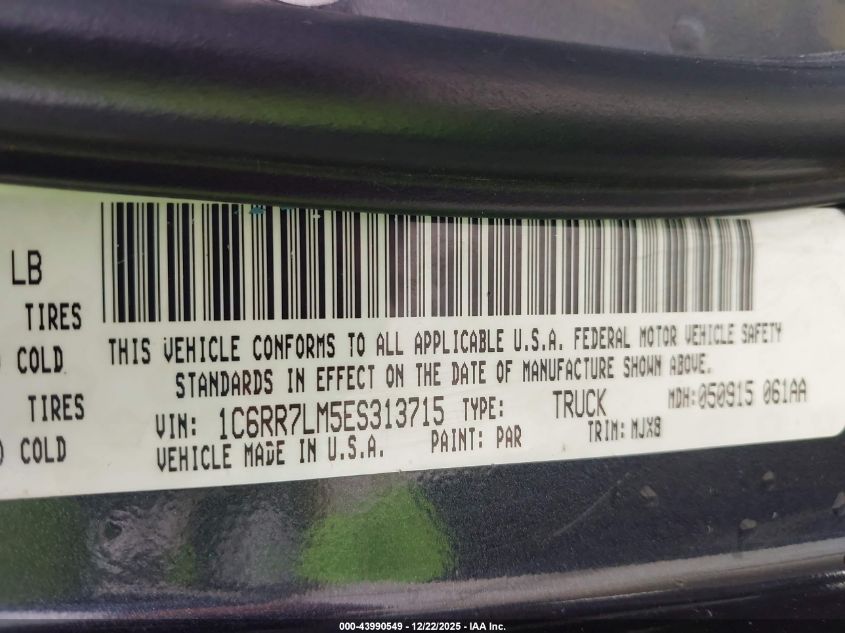 LB
TIRES
COLD
TIRES
) COLD
THIS VEHICLE CONFORMS TO ALL APPLICABLE U.S.A. FEDERAL MOTOR VEHICLE SAFETY
STANDARDS IN EFFECT ON THE DATE OF MANUFACTURE SHOWN ABOVE.
VIN: 1C6RR7LM5ES313715 TYPE: TRUCK MDH: 050915 061AA
VEHICLE MADE IN U.S.A. PAINT: PAR TRIM: MJX8
000-43990549 - 12/22/2025 - IAA Inc.